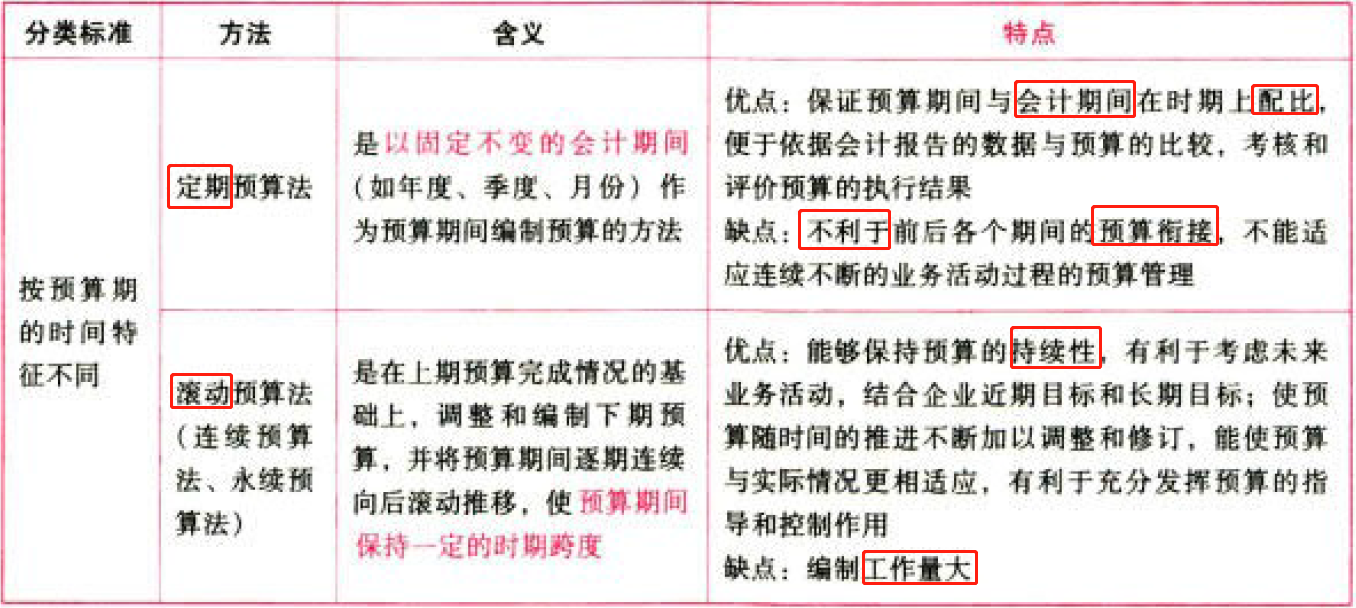 分类标准
方法
含义
特点
按预算期
的时间特
征不同
定期预算法
是以固定不变的会计期间
(如年度、季度、月份)作
为预算期间编制预算的方法
优点：保证预算期间与会计期间在时期上配比，
便于依据会计报告的数据与预算的比较，考核和
评价预算的执行结果
缺点：不利于前后各个期间的预算衔接，不能适
应连续不断的业务活动过程的预算管理
滚动预算法
(连续预算
法、永续预
算法)
是在上期预算完成情况的基
础上，调整和编制下期预
算，并将预算期间逐期连续
向后滚动推移，使预算期间
保持一定的时期跨度
优点：能够保持预算的持续性，有利于考虑未来
业务活动，结合企业近期目标和长期目标；使预
算随时间的推进不断加以调整和修订，能使预算
与实际情况更相适应，有利于充分发挥预算的指
导和控制作用
缺点：编制工作量大